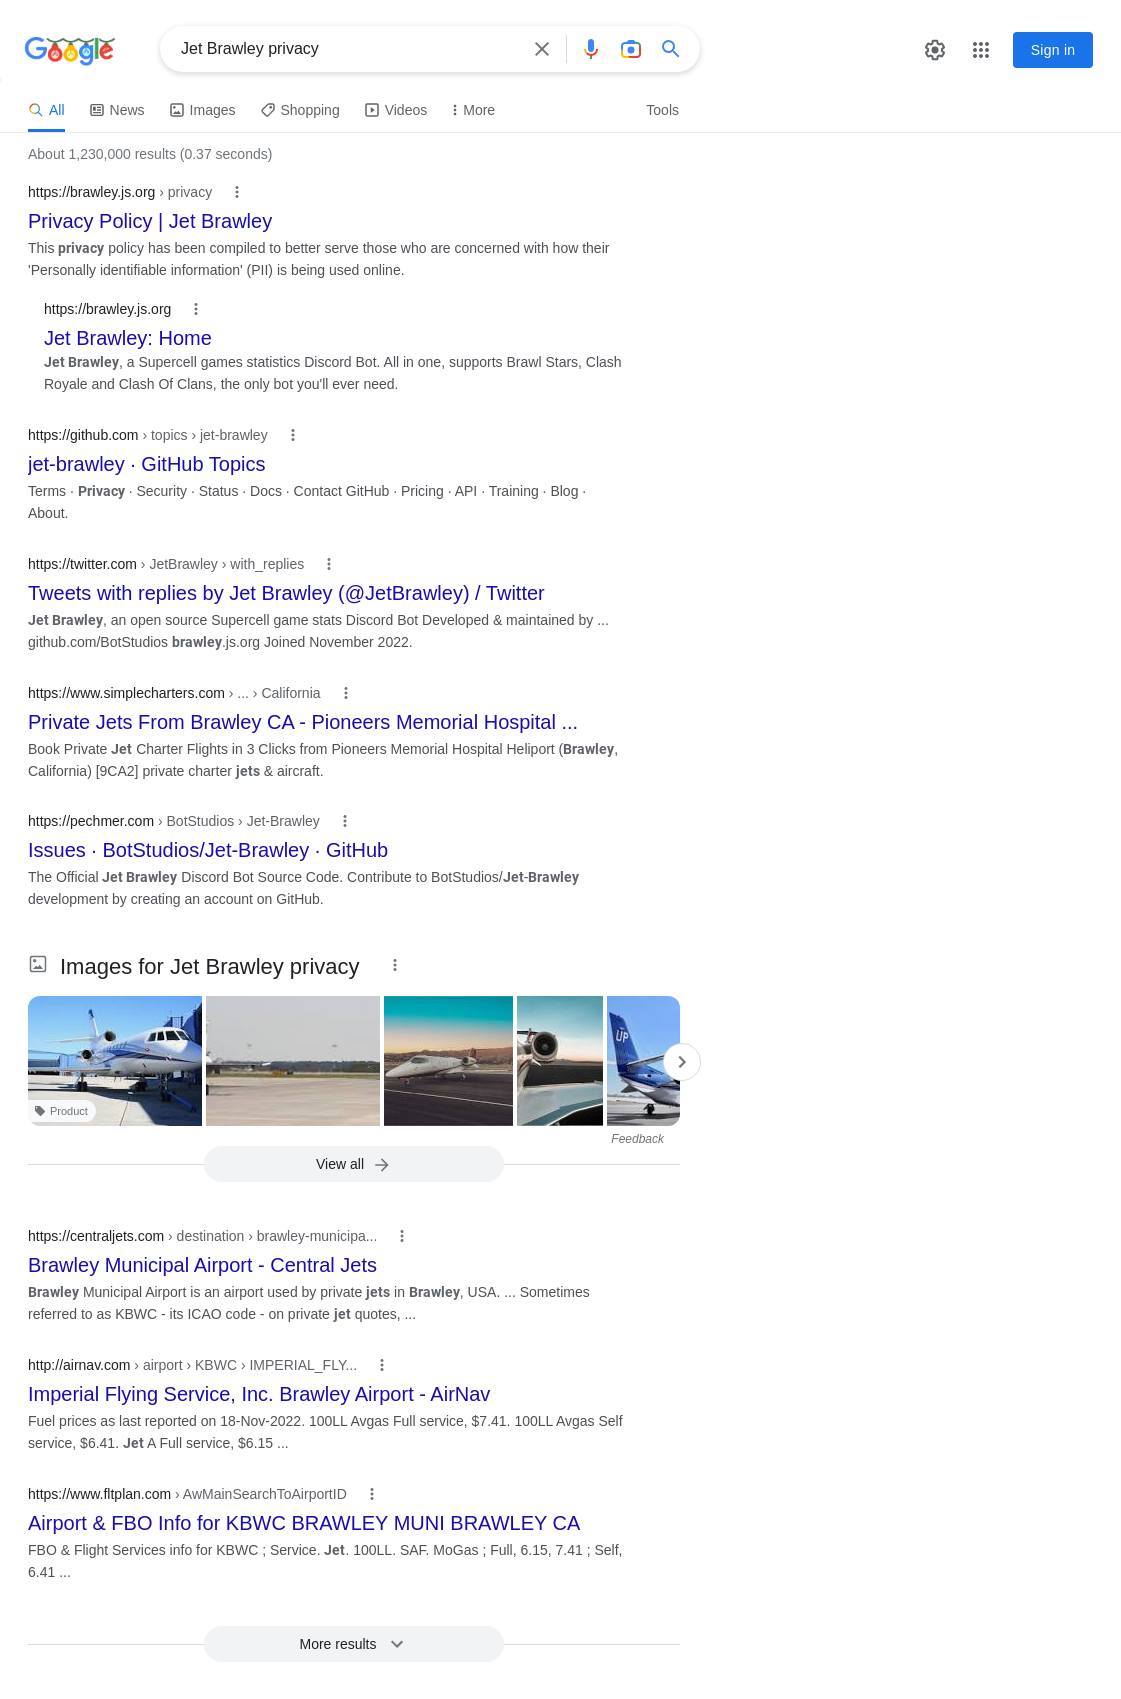 Google
Jet Brawley privacy
Sign in
All
News
Images
Shopping
Videos
More
Tools
About 1,230,000 results (0.37 seconds)
https://brawley.js.org › privacy
Privacy Policy | Jet Brawley
This privacy policy has been compiled to better serve those who are concerned with how their
'Personally identifiable information' (PII) is being used online.
https://brawley.js.org
Jet Brawley: Home
Jet Brawley, a Supercell games statistics Discord Bot. All in one, supports Brawl Stars, Clash
Royale and Clash Of Clans, the only bot you'll ever need.
https://github.com › topics › jet-brawley
jet-brawley · GitHub Topics
Terms · Privacy · Security · Status · Docs · Contact GitHub · Pricing · API · Training · Blog ·
About.
https://twitter.com › JetBrawley › with_replies
Tweets with replies by Jet Brawley (@JetBrawley) / Twitter
Jet Brawley, an open source Supercell game stats Discord Bot Developed & maintained by ...
github.com/BotStudios brawley.js.org Joined November 2022.
https://www.simplecharters.com › ... › California
Private Jets From Brawley CA - Pioneers Memorial Hospital ...
Book Private Jet Charter Flights in 3 Clicks from Pioneers Memorial Hospital Heliport (Brawley,
California) [9CA2] private charter jets & aircraft.
https://pechmer.com › BotStudios › Jet-Brawley
Issues · BotStudios/Jet-Brawley · GitHub
The Official Jet Brawley Discord Bot Source Code. Contribute to BotStudios/Jet-Brawley
development by creating an account on GitHub.
Images for Jet Brawley privacy
UP
Product
Feedback
View all
https://centraljets.com › destination › brawley-municipa...
Brawley Municipal Airport - Central Jets
Brawley Municipal Airport is an airport used by private jets in Brawley, USA. ... Sometimes
referred to as KBWC - its ICAO code - on private jet quotes, ...
http://airnav.com › airport › KBWC › IMPERIAL_FLY...
Imperial Flying Service, Inc. Brawley Airport - AirNav
Fuel prices as last reported on 18-Nov-2022. 100LL Avgas Full service, $7.41. 100LL Avgas Self
service, $6.41. Jet A Full service, $6.15 ...
https://www.fltplan.com › AwMainSearchToAirportID
Airport & FBO Info for KBWC BRAWLEY MUNI BRAWLEY CA
FBO & Flight Services info for KBWC ; Service. Jet. 100LL. SAF. MoGas ; Full, 6.15, 7.41 ; Self,
6.41 ...
More results